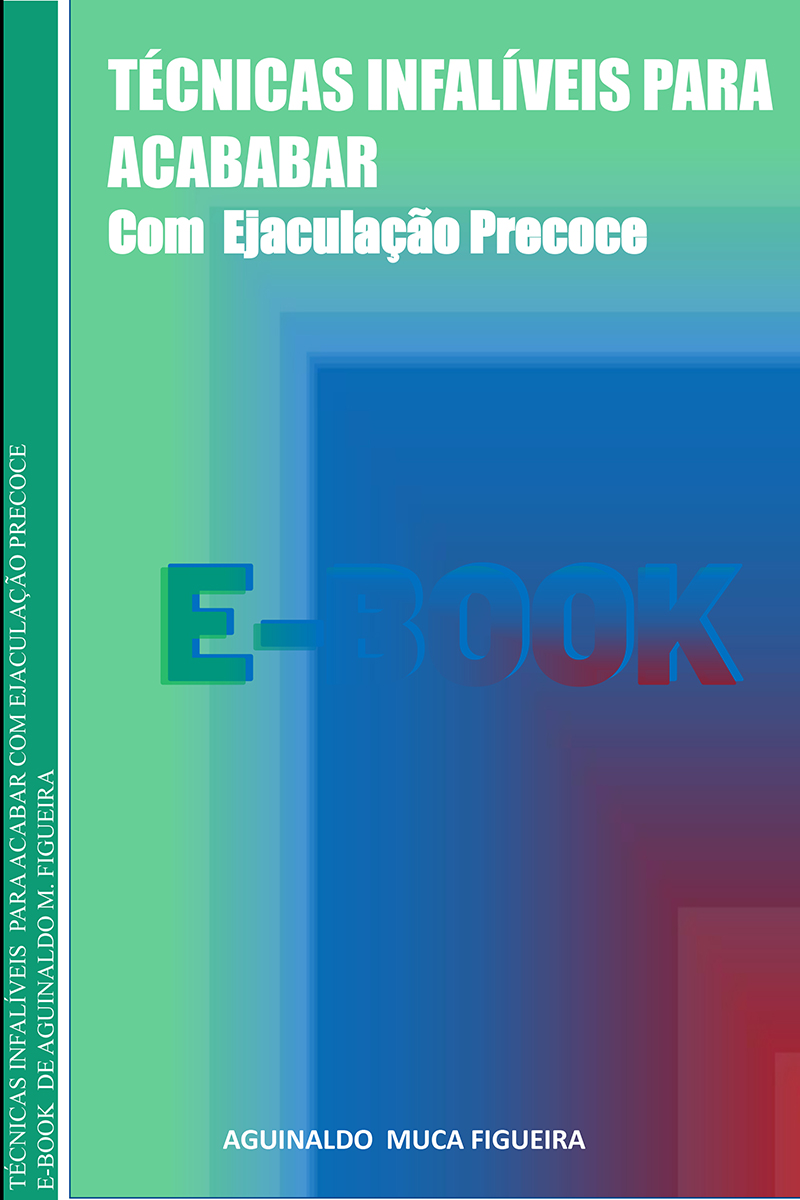 TÉCNICAS INFALÍVEIS PARA
ACABABAR
Com Ejaculação Precoce
E-BOOK
AGUINALDO MUCA FIGUEIRA
TÉCNICAS INFALÍVEIS PARA ACABAR COM EJACULAÇÃO PRECOCE
E-BOOK DE AGUINALDO M. FIGUEIRA